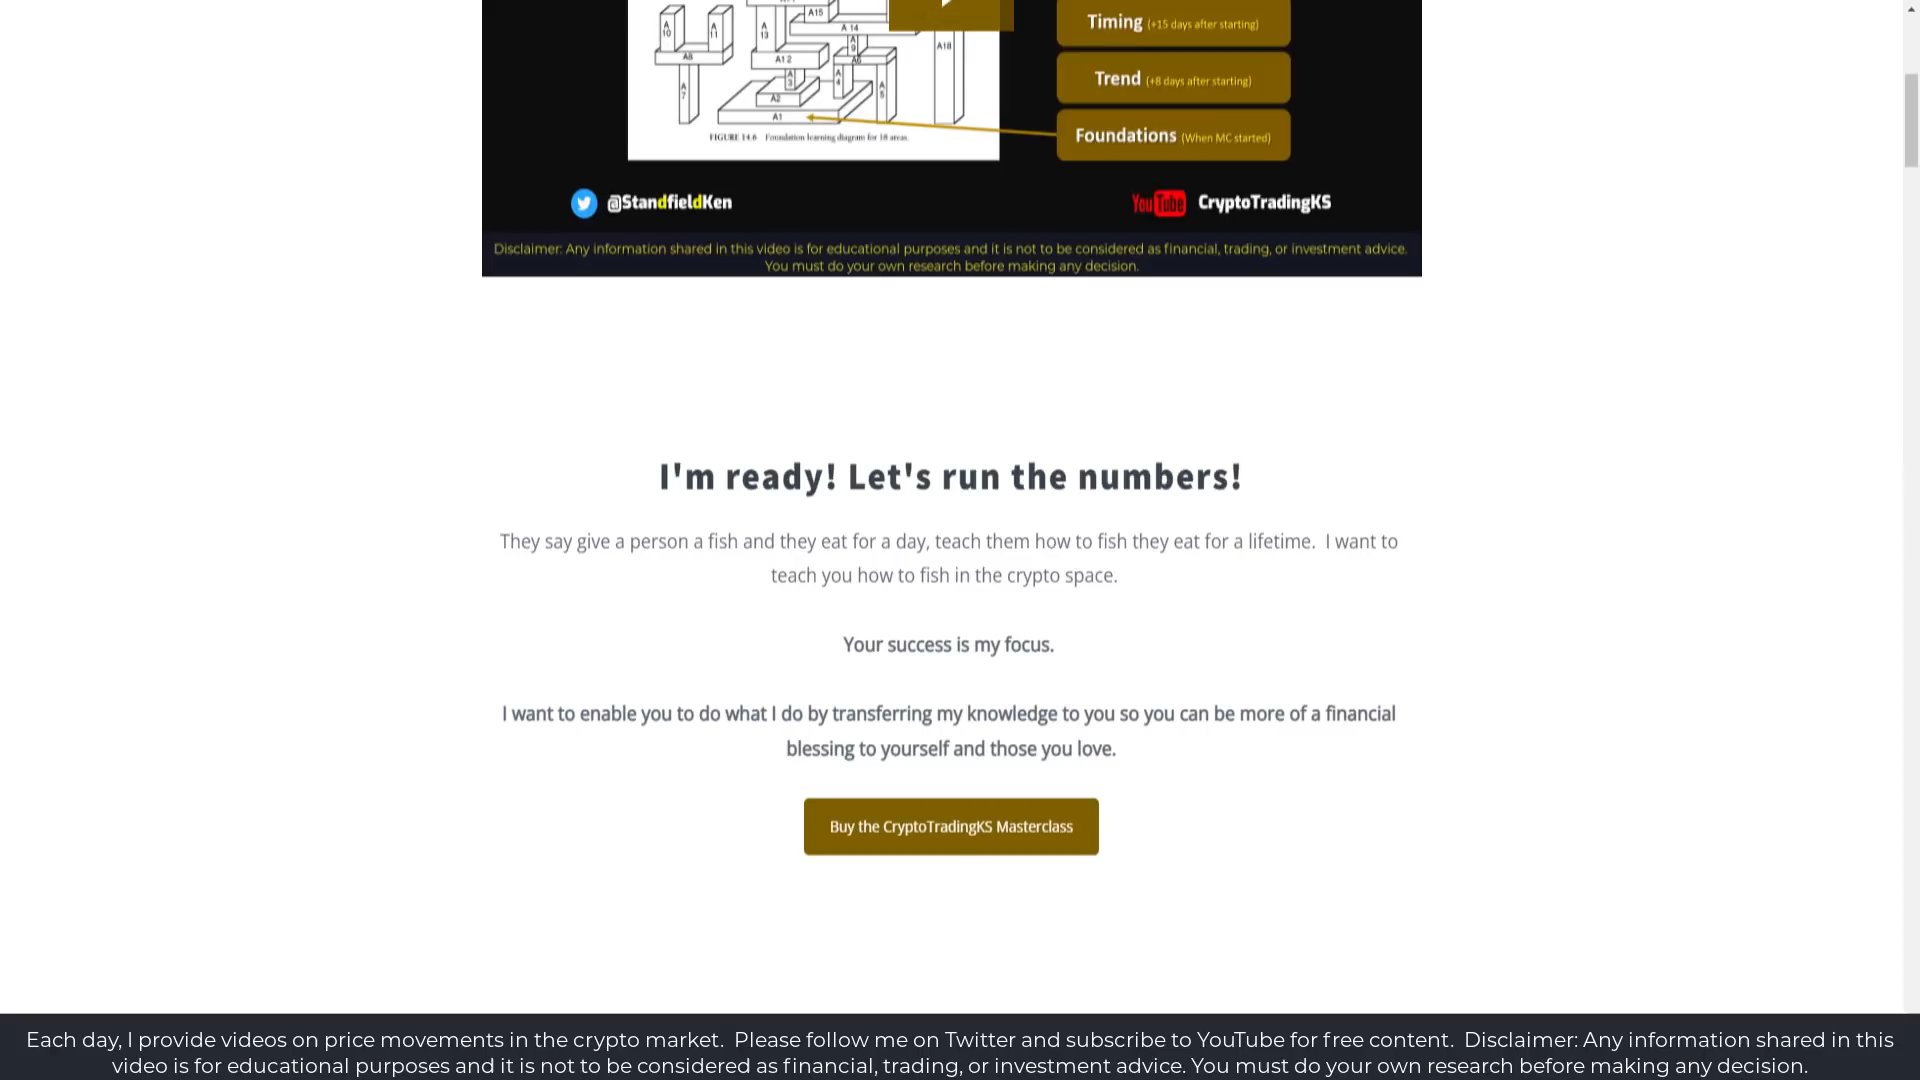 A15
A 10
A 11
A 13
A 14
Timing (+15 days after starting)
A8
A 9
A18
A12
A6
A 3
A 4
Trend (+8 days after starting)
A 7
A 5
A2
A1
FIGURE 14.6 Foundation learning diagram for 18 areas.
Foundations (When MC started)
@StandfieldKen
YouTube CryptoTradingKS
Disclaimer: Any information shared in this video is for educational purposes and it is not to be considered as financial, trading, or investment advice.
You must do your own research before making any decision.
I'm ready! Let's run the numbers!
They say give a person a fish and they eat for a day, teach them how to fish they eat for a lifetime. I want to
teach you how to fish in the crypto space.
Your success is my focus.
I want to enable you to do what I do by transferring my knowledge to you so you can be more of a financial
blessing to yourself and those you love.
Buy the CryptoTradingKS Masterclass
Each day, I provide videos on price movements in the crypto market. Please follow me on Twitter and subscribe to YouTube for free content. Disclaimer: Any information shared in this
video is for educational purposes and it is not to be considered as financial, trading, or investment advice. You must do your own research before making any decision.